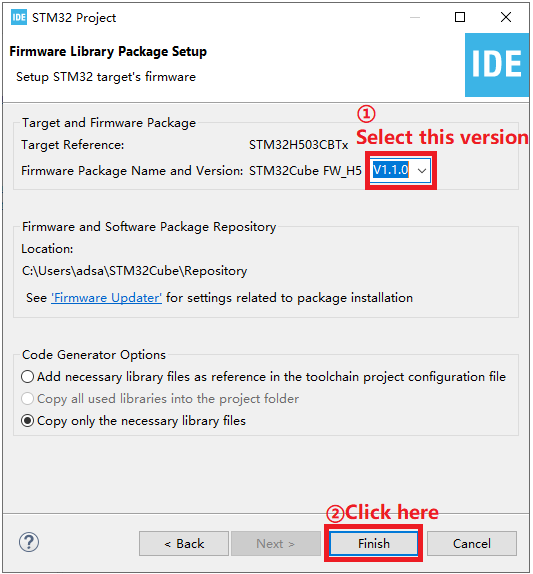 IDE STM32 Project
Firmware Library Package Setup
Setup STM32 target's firmware
IDE
①
Select this version
Target and Firmware Package
Target Reference: STM32H503CBTx
Firmware Package Name and Version: STM32Cube FW_H5 V1.1.0
Firmware and Software Package Repository
Location:
C:\Users\adsa\STM32Cube\Repository
See 'Firmware Updater' for settings related to package installation
Code Generator Options
Add necessary library files as reference in the toolchain project configuration file
Copy all used libraries into the project folder
Copy only the necessary library files
②Click here
? < Back Next > Finish Cancel